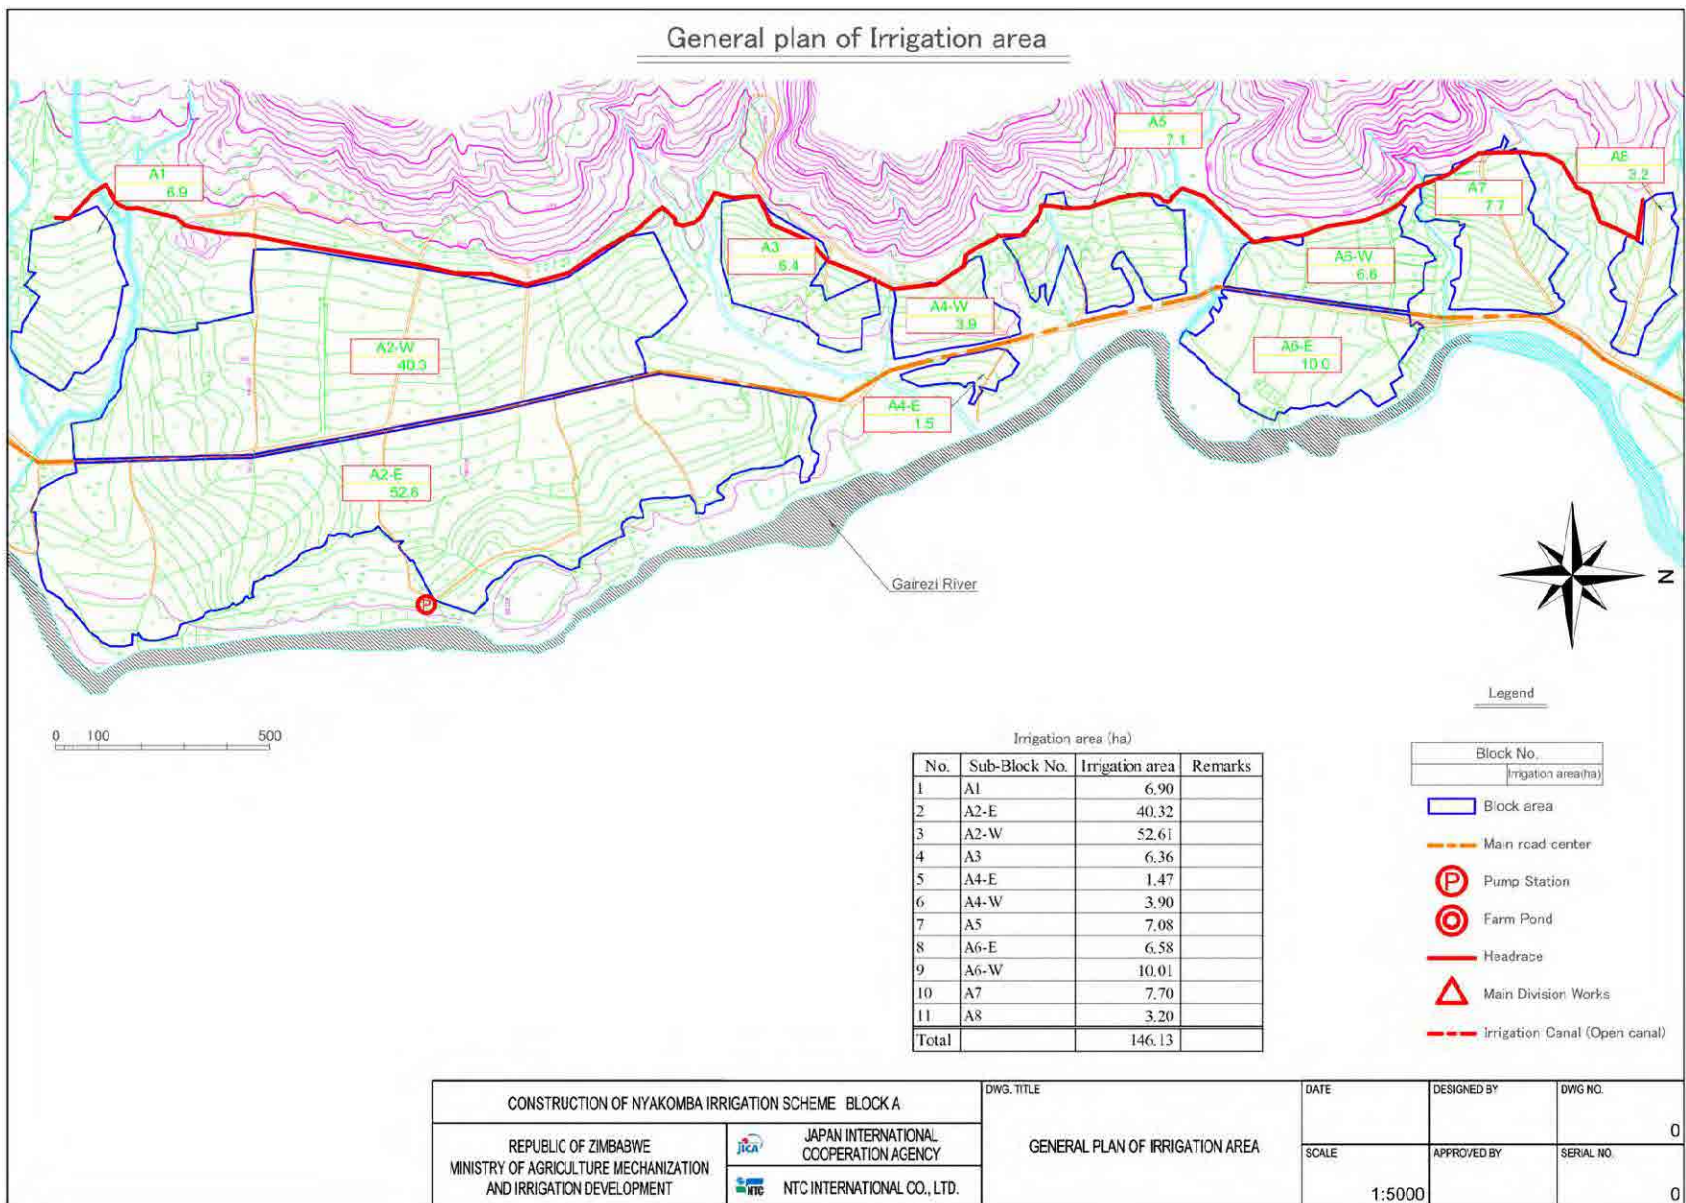 General plan of Irrigation area
A1
6.9
A5
7.1
A8
3.2
A7
7.7
A3
6.4
A6-W
6.6
A4-W
3.9
A2-W
40.3
A6-E
10.0
A4-E
1.5
A2-E
52.6
P
Gairezi River
N
0 100 500
Legend
Block No.
Irrigation area(ha)
Block area
Main road center
P Pump Station
Farm Pond
Headrace
Main Division Works
Irrigation Canal (Open canal)
Irrigation area (ha)
No. Sub-Block No. Irrigation area Remarks
1 A1 6.90
2 A2-E 40.32
3 A2-W 52.61
4 A3 6.36
5 A4-E 1.47
6 A4-W 3.90
7 A5 7.08
8 A6-E 6.58
9 A6-W 10.01
10 A7 7.70
11 A8 3.20
Total 146.13
CONSTRUCTION OF NYAKOMBA IRRIGATION SCHEME BLOCK A
REPUBLIC OF ZIMBABWE
MINISTRY OF AGRICULTURE MECHANIZATION
AND IRRIGATION DEVELOPMENT
JICA
JAPAN INTERNATIONAL
COOPERATION AGENCY
NTC
NTC INTERNATIONAL CO., LTD.
DWG. TITLE
GENERAL PLAN OF IRRIGATION AREA
DATE
DESIGNED BY
DWG NO.
0
SCALE
1:5000
APPROVED BY
SERIAL NO.
0